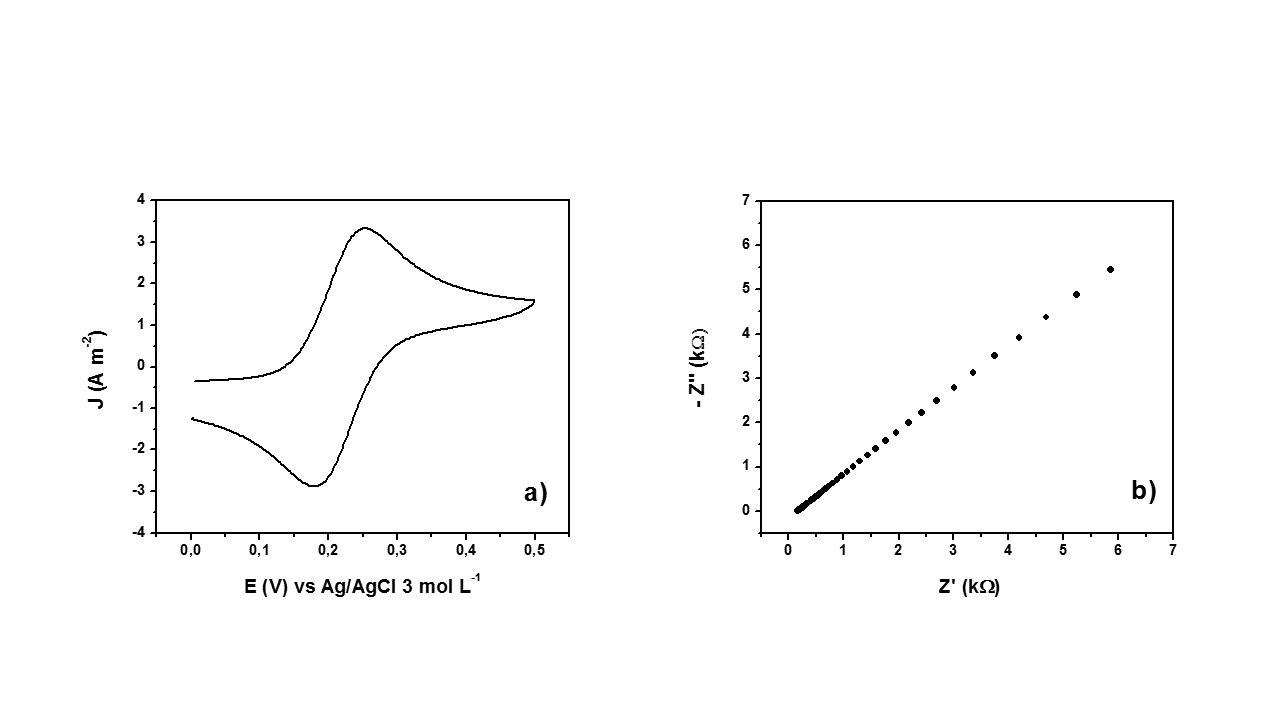 4
3
2
1
0
-1
-2
-3
-4
J (A m⁻²)
a)
0,0 0,1 0,2 0,3 0,4 0,5
E (V) vs Ag/AgCl 3 mol L⁻¹
7
6
5
4
3
2
1
0
- Z'' (kΩ)
b)
0 1 2 3 4 5 6 7
Z' (kΩ)